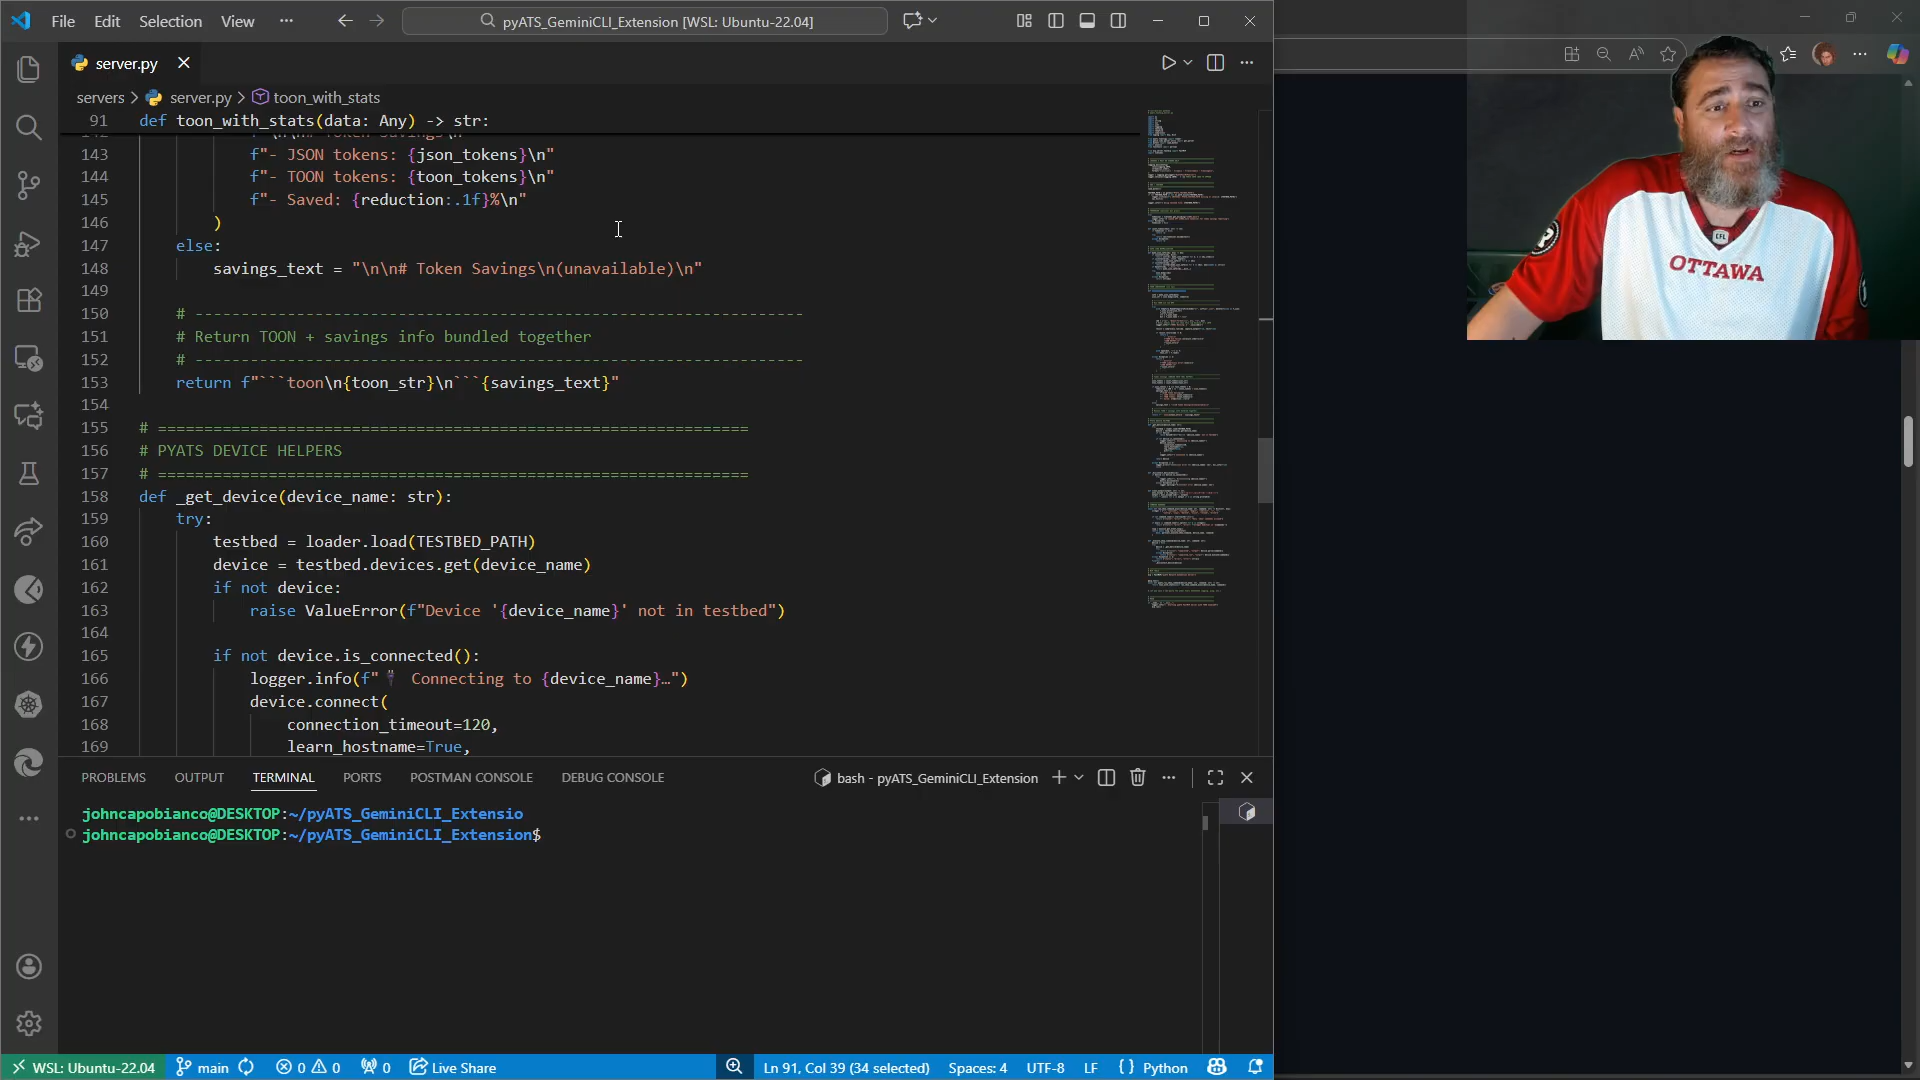 File Edit Selection View
pyATS_GeminiCLI_Extension [WSL: Ubuntu-22.04]
server.py
servers > server.py > toon_with_stats
91 def toon_with_stats(data: Any) -> str:
143 f"- JSON tokens: {json_tokens}\n"
144 f"- TOON tokens: {toon_tokens}\n"
145 f"- Saved: {reduction:.1f}%\n"
146 )
147 else:
148 savings_text = "\n\n# Token Savings\n(unavailable)\n"
149
150 # ------------------------------------------------------------------
151 # Return TOON + savings info bundled together
152 # ------------------------------------------------------------------
153 return f"```toon\n{toon_str}\n```{savings_text}"
154
155 # ================================================================
156 # PYATS DEVICE HELPERS
157 # ================================================================
158 def _get_device(device_name: str):
159 try:
160 testbed = loader.load(TESTBED_PATH)
161 device = testbed.devices.get(device_name)
162 if not device:
163 raise ValueError(f"Device '{device_name}' not in testbed")
164
165 if not device.is_connected():
166 logger.info(f" Connecting to {device_name}…")
167 device.connect(
168 connection_timeout=120,
169 learn_hostname=True,
PROBLEMS OUTPUT TERMINAL PORTS POSTMAN CONSOLE DEBUG CONSOLE
bash - pyATS_GeminiCLI_Extension
johncapobianco@DESKTOP:~/pyATS_GeminiCLI_Extensio
johncapobianco@DESKTOP:~/pyATS_GeminiCLI_Extension$
WSL: Ubuntu-22.04 main 0 0 0 Live Share
Ln 91, Col 39 (34 selected) Spaces: 4 UTF-8 LF { } Python
OTTAWA
CFL